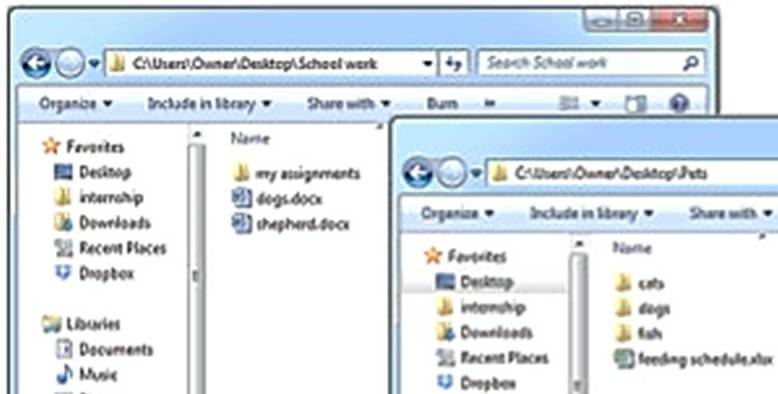 C:\Users\Owner\Desktop\School work
Search School work
Organize
Include in library
Share with
Burn
»
Favorites
Desktop
internship
Downloads
Recent Places
Dropbox
Libraries
Documents
Music
Name
my assignments
dogs.docx
shepherd.docx
C:\Users\Owner\Desktop\Pets
Organize
Include in library
Share with
Favorites
Desktop
internship
Downloads
Recent Places
Dropbox
Name
cats
dogs
fish
feeding schedule.xlsx